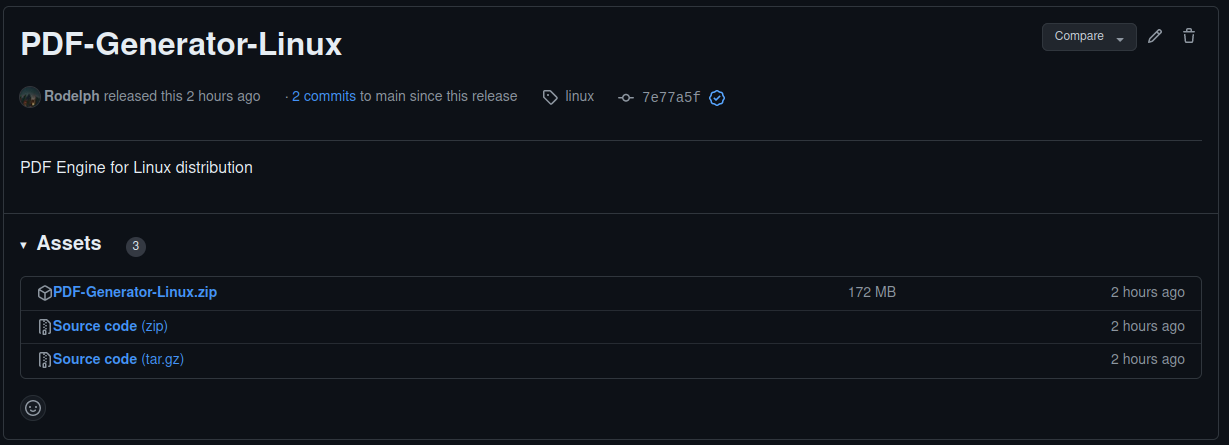 PDF-Generator-Linux
Compare
Rodelph released this 2 hours ago · 2 commits to main since this release linux 7e77a5f
PDF Engine for Linux distribution
Assets 3
PDF-Generator-Linux.zip 172 MB 2 hours ago
Source code (zip) 2 hours ago
Source code (tar.gz) 2 hours ago